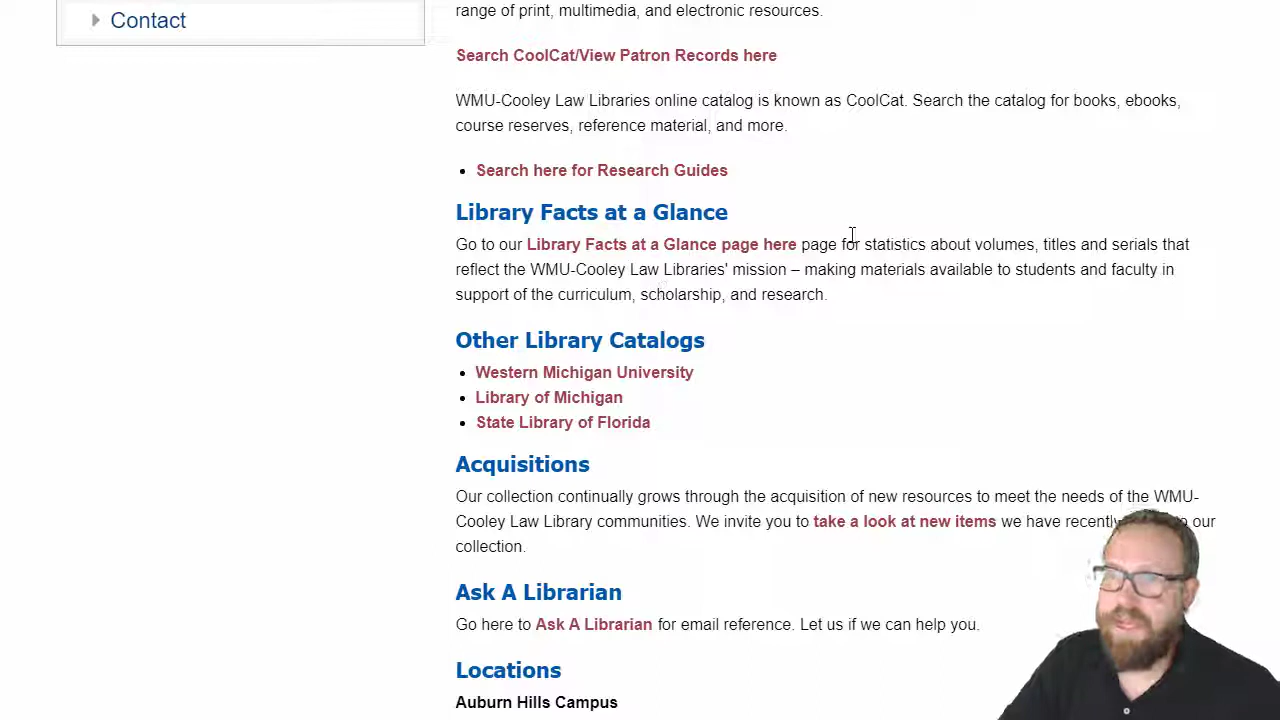 Contact
range of print, multimedia, and electronic resources.
Search CoolCat/View Patron Records here
WMU-Cooley Law Libraries online catalog is known as CoolCat. Search the catalog for books, ebooks,
course reserves, reference material, and more.
Search here for Research Guides
Library Facts at a Glance
Go to our Library Facts at a Glance page here page for statistics about volumes, titles and serials that
reflect the WMU-Cooley Law Libraries' mission – making materials available to students and faculty in
support of the curriculum, scholarship, and research.
Other Library Catalogs
Western Michigan University
Library of Michigan
State Library of Florida
Acquisitions
Our collection continually grows through the acquisition of new resources to meet the needs of the WMU-
Cooley Law Library communities. We invite you to take a look at new items we have recently our
collection.
Ask A Librarian
Go here to Ask A Librarian for email reference. Let us if we can help you.
Locations
Auburn Hills Campus